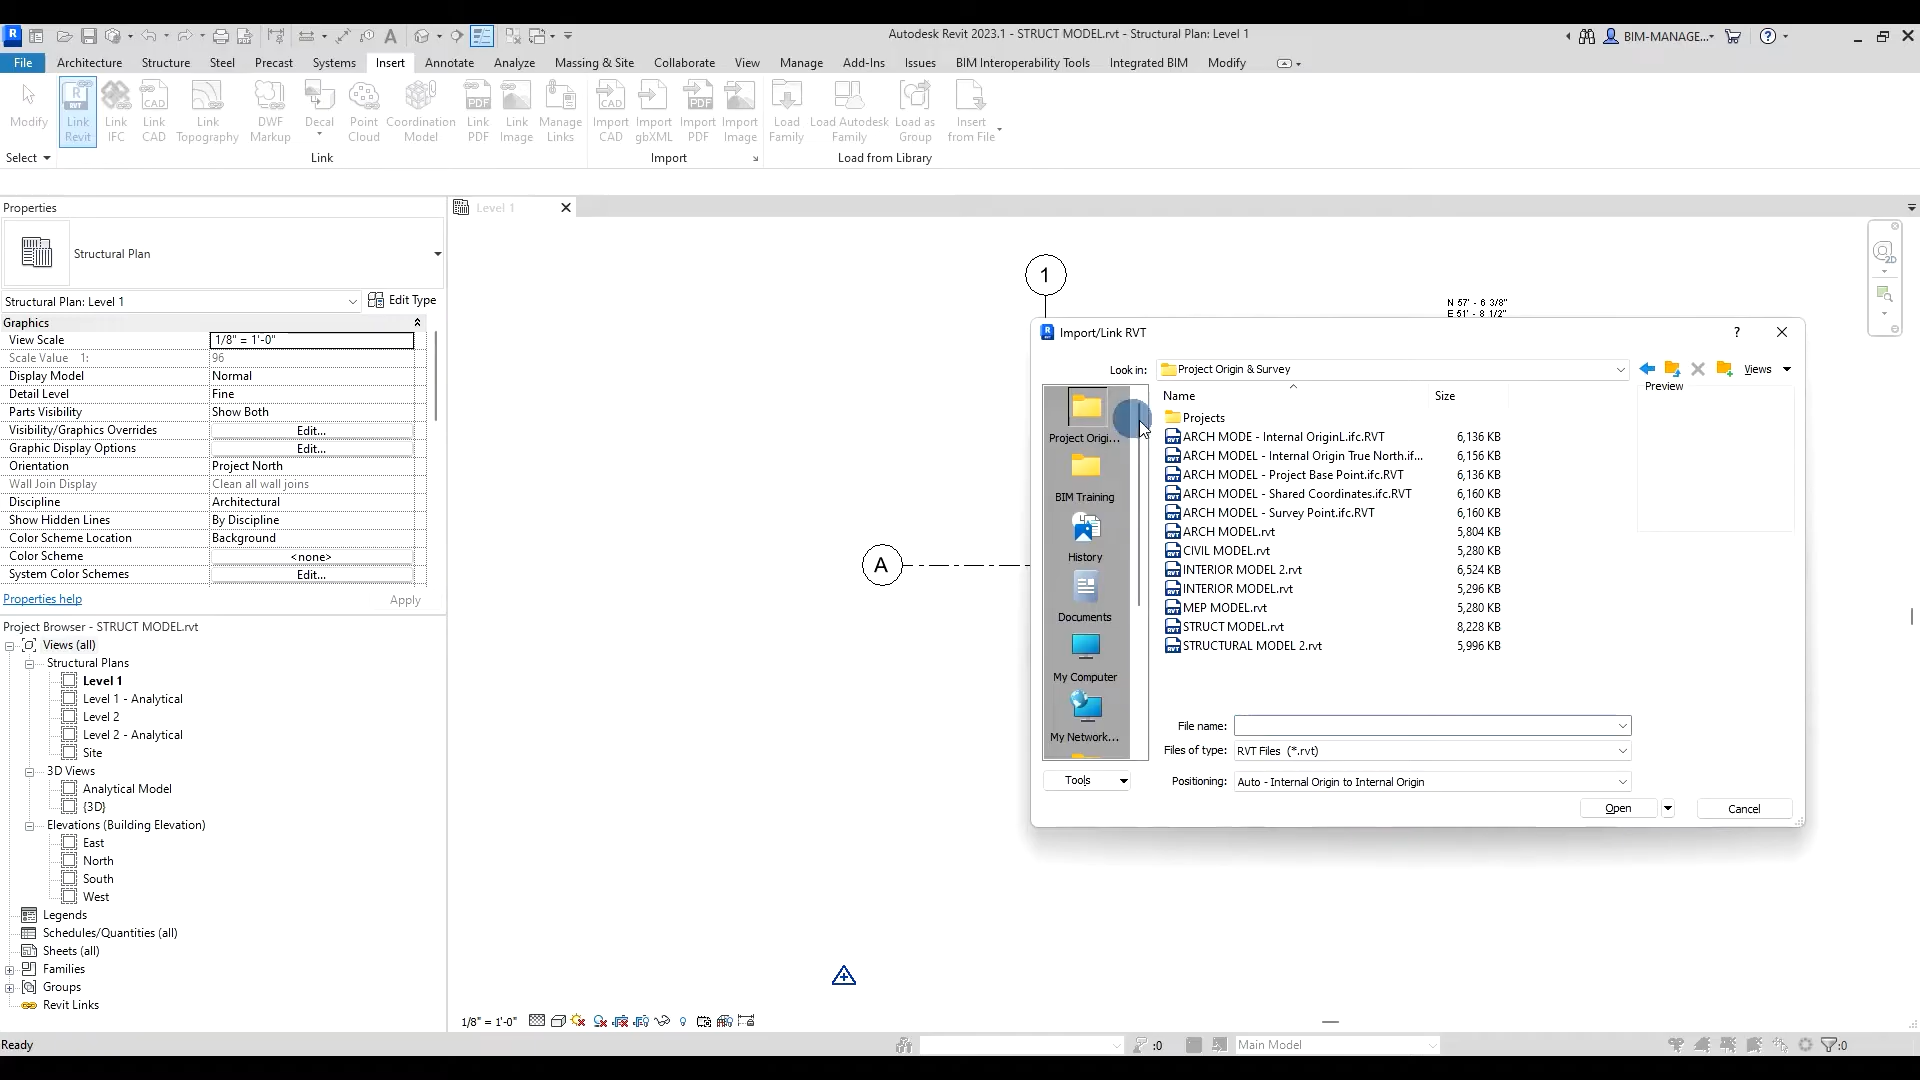 Autodesk Revit 2023.1 - STRUCT MODEL.rvt - Structural Plan: Level 1
BIM-MANAGE...
File Architecture Structure Steel Precast Systems Insert Annotate Analyze Massing & Site Collaborate View Manage Add-Ins Issues BIM Interoperability Tools Integrated BIM Modify
Modify
Link Revit
Link IFC
Link CAD
Link Topography
DWF Markup
Decal
Point Cloud
Coordination Model
Link PDF
Link Image
Manage Links
Import CAD
Import gbXML
Import PDF
Import Image
Load Family
Load Autodesk Family
Load as Group
Insert from File
Select
Link
Import
Load from Library
Properties
Level 1
Structural Plan
Structural Plan: Level 1
Edit Type
Graphics
View Scale 1/8" = 1'-0"
Scale Value 1: 96
Display Model Normal
Detail Level Fine
Parts Visibility Show Both
Visibility/Graphics Overrides Edit...
Graphic Display Options Edit...
Orientation Project North
Wall Join Display Clean all wall joins
Discipline Architectural
Show Hidden Lines By Discipline
Color Scheme Location Background
Color Scheme <none>
System Color Schemes Edit...
Properties help
Apply
Project Browser - STRUCT MODEL.rvt
Views (all)
Structural Plans
Level 1
Level 1 - Analytical
Level 2
Level 2 - Analytical
Site
3D Views
Analytical Model
{3D}
Elevations (Building Elevation)
East
North
South
West
Legends
Schedules/Quantities (all)
Sheets (all)
Families
Groups
Revit Links
1
N 57' - 6 3/8"
E 51' - 8 1/2"
A
2D
Import/Link RVT
?
Look in: Project Origin & Survey
Views
Preview
Project Origi...
BIM Training
History
Documents
My Computer
My Network...
Name Size
Projects
ARCH MODE - Internal OriginL.ifc.RVT 6,136 KB
ARCH MODEL - Internal Origin True North.if... 6,156 KB
ARCH MODEL - Project Base Point.ifc.RVT 6,136 KB
ARCH MODEL - Shared Coordinates.ifc.RVT 6,160 KB
ARCH MODEL - Survey Point.ifc.RVT 6,160 KB
ARCH MODEL.rvt 5,804 KB
CIVIL MODEL.rvt 5,280 KB
INTERIOR MODEL 2.rvt 6,524 KB
INTERIOR MODEL.rvt 5,296 KB
MEP MODEL.rvt 5,280 KB
STRUCT MODEL.rvt 8,228 KB
STRUCTURAL MODEL 2.rvt 5,996 KB
File name:
Files of type: RVT Files (*.rvt)
Tools
Positioning: Auto - Internal Origin to Internal Origin
Open
Cancel
1/8" = 1'-0"
Ready
:0
Main Model
:0